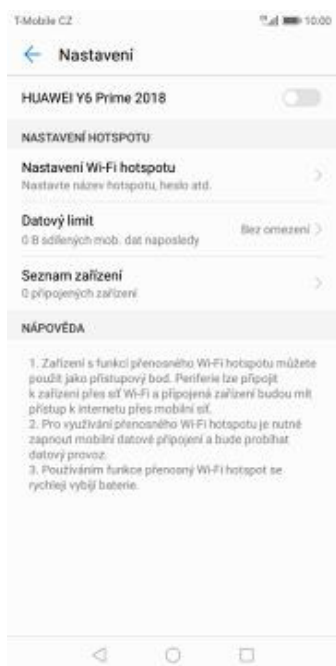 T-Mobile CZ
10:00
Nastavení
HUAWEI Y6 Prime 2018
NASTAVENÍ HOTSPOTU
Nastavení Wi-Fi hotspotu
Nastavte název hotspotu, heslo atd.
Datový limit
0 B sdílených mob. dat naposledy
Bez omezení
Seznam zařízení
0 připojených zařízení
NÁPOVĚDA
1. Zařízení s funkcí přenosného Wi-Fi hotspotu můžete
použít jako přístupový bod. Periferie lze připojit
k zařízení přes síť Wi-Fi a připojená zařízení budou mít
přístup k internetu přes mobilní síť.
2. Pro využívání přenosného Wi-Fi hotspotu je nutné
zapnout mobilní datové připojení a bude probíhat
datový provoz.
3. Používáním funkce přenosný Wi-Fi hotspot se
rychleji vybíjí baterie.